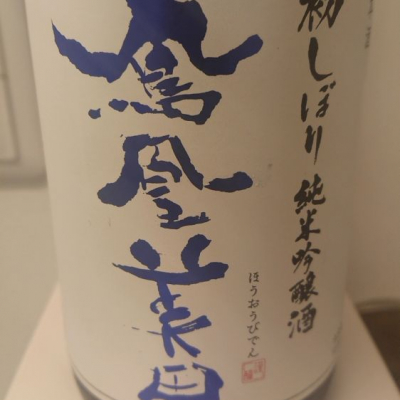 初しぼり 純米吟醸酒
鳳凰美田
ほうおうびでん